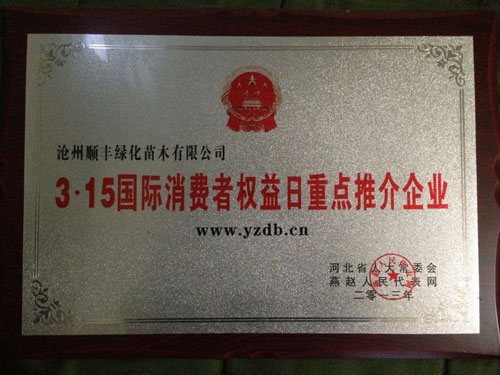 沧州顺丰绿化苗木有限公司
3·15国际消费者权益日重点推介企业
www.yzdb.cn
河北省人大常委会
燕赵人民代表网
二零一三年